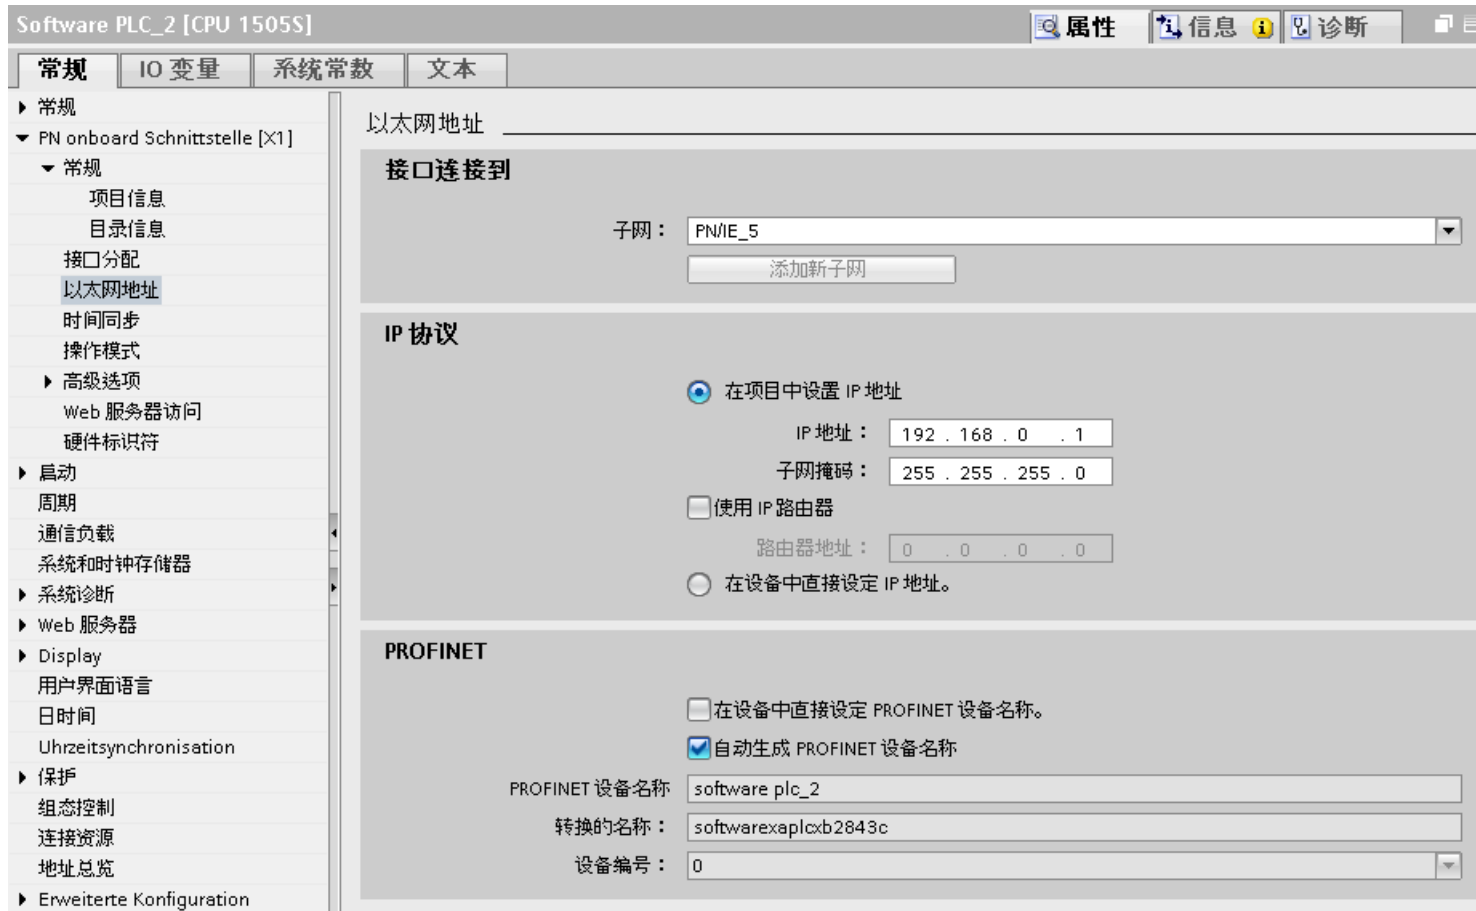 Software PLC_2 [CPU 1505S]
属性
信息
诊断
常规
IO 变量
系统常数
文本
常规
PN onboard Schnittstelle [X1]
常规
项目信息
目录信息
接口分配
以太网地址
时间同步
操作模式
高级选项
Web 服务器访问
硬件标识符
启动
周期
通信负载
系统和时钟存储器
系统诊断
Web 服务器
Display
用户界面语言
日时间
Uhrzeitsynchronisation
保护
组态控制
连接资源
地址总览
Erweiterte Konfiguration
以太网地址
接口连接到
子网：
PN/IE_5
添加新子网
IP 协议
在项目中设置 IP 地址
IP 地址： 192 . 168 . 0 . 1
子网掩码： 255 . 255 . 255 . 0
使用 IP 路由器
路由器地址： 0 . 0 . 0 . 0
在设备中直接设定 IP 地址。
PROFINET
在设备中直接设定 PROFINET 设备名称。
自动生成 PROFINET 设备名称
PROFINET 设备名称 software plc_2
转换的名称： softwarexaplcxb2843c
设备编号： 0